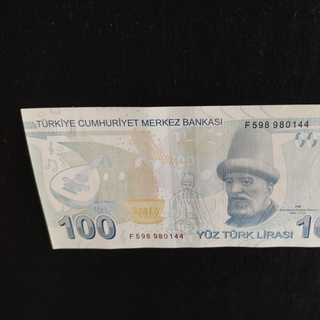 TÜRKİYE CUMHURİYET MERKEZ BANKASI
F598 980144
100
F598 980144
YÜZ TÜRK LİRASI